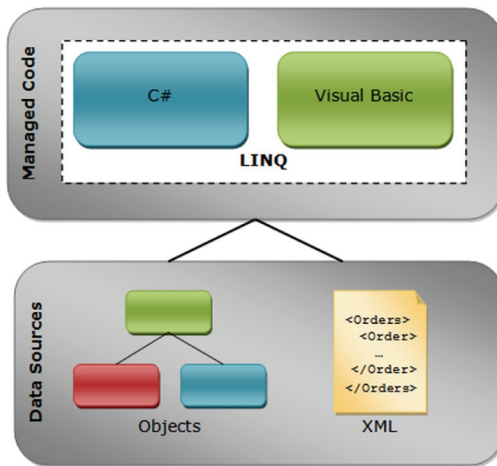 Managed Code
C#
Visual Basic
LINQ
Data Sources
Objects
<Orders>
<Order>
…
</Order>
</Orders>
XML